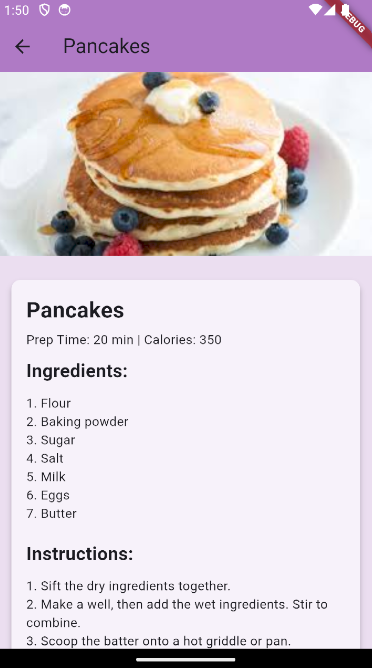 1:50
DEBUG
Pancakes
Pancakes
Prep Time: 20 min | Calories: 350
Ingredients:
1. Flour
2. Baking powder
3. Sugar
4. Salt
5. Milk
6. Eggs
7. Butter
Instructions:
1. Sift the dry ingredients together.
2. Make a well, then add the wet ingredients. Stir to
combine.
3. Scoop the batter onto a hot griddle or pan.